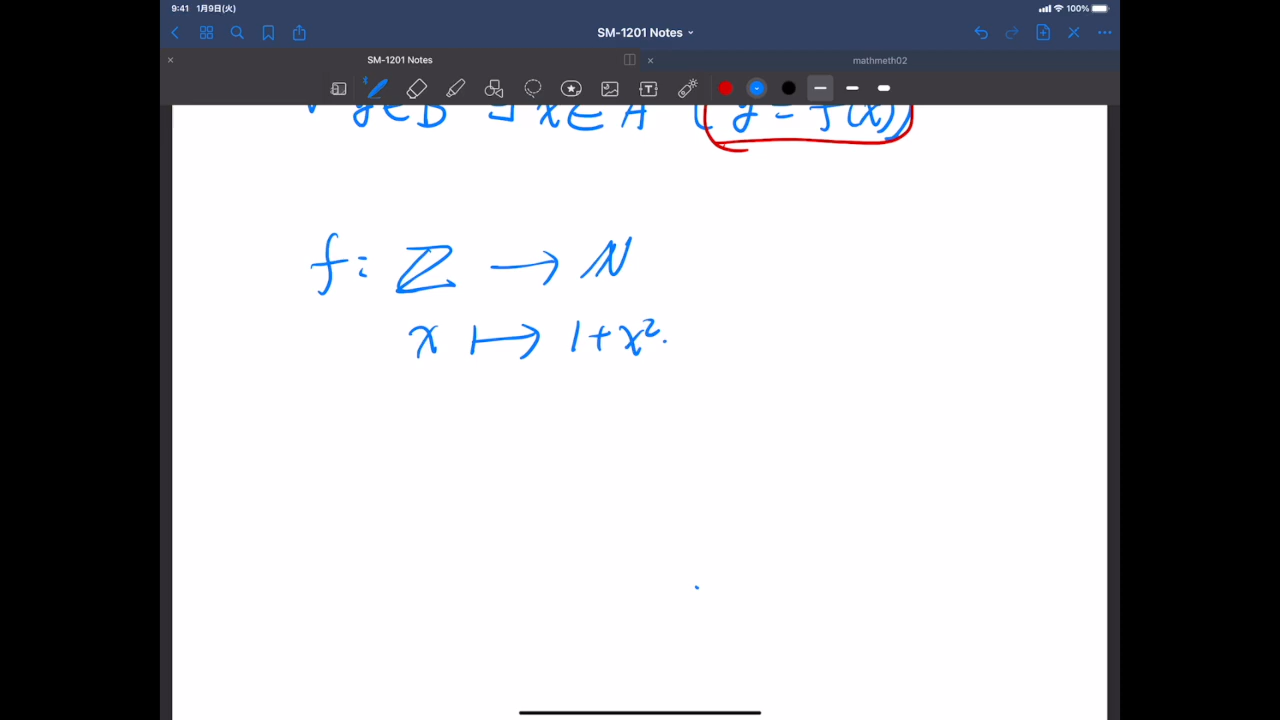 9:41 1月9日(火) 100%
SM-1201 Notes
SM-1201 Notes mathmeth02
∀ y ∈ B ∃ x ∈ A ( y = f(x) )
f: ℤ → ℕ
x ↦ 1+x².